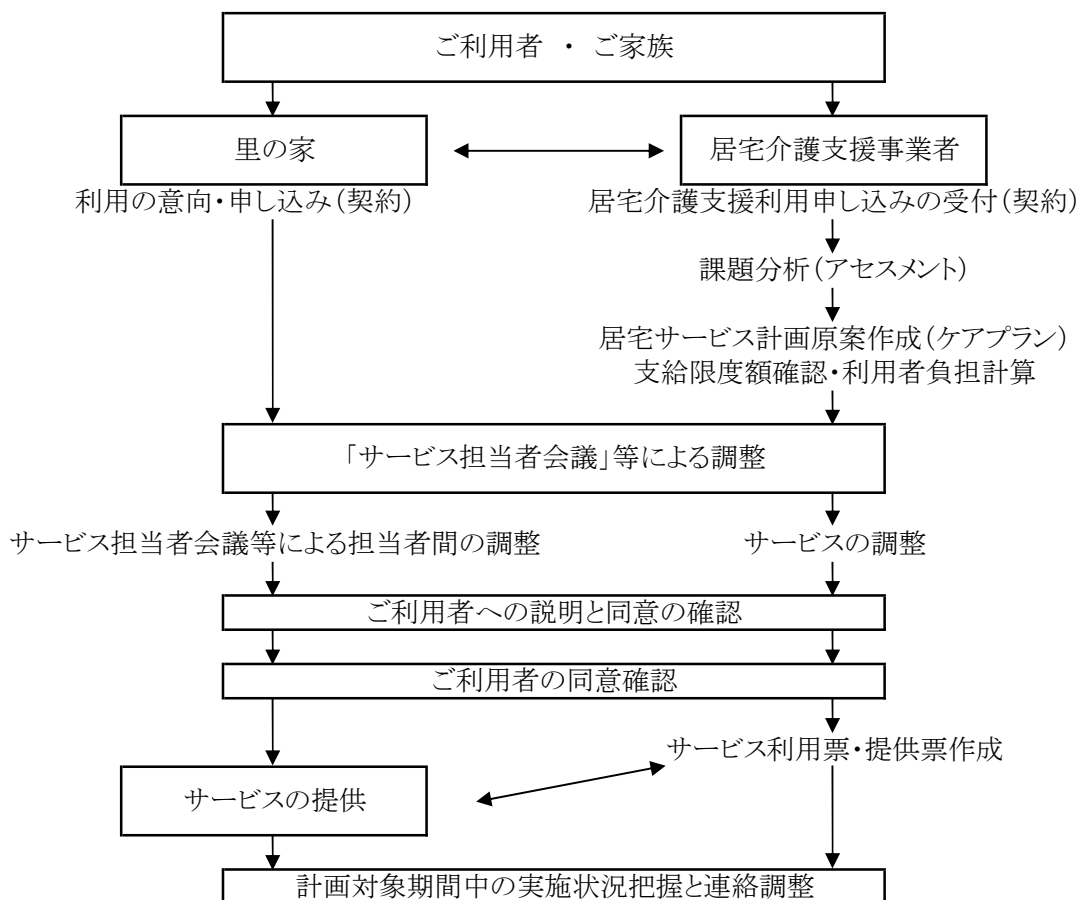 ご利用者 ・ ご家族
里の家
居宅介護支援事業者
利用の意向・申し込み(契約)
居宅介護支援利用申し込みの受付(契約)
課題分析(アセスメント)
居宅サービス計画原案作成(ケアプラン)
支給限度額確認・利用者負担計算
「サービス担当者会議」等による調整
サービス担当者会議等による担当者間の調整
サービスの調整
ご利用者への説明と同意の確認
ご利用者の同意確認
サービス利用票・提供票作成
サービスの提供
計画対象期間中の実施状況把握と連絡調整